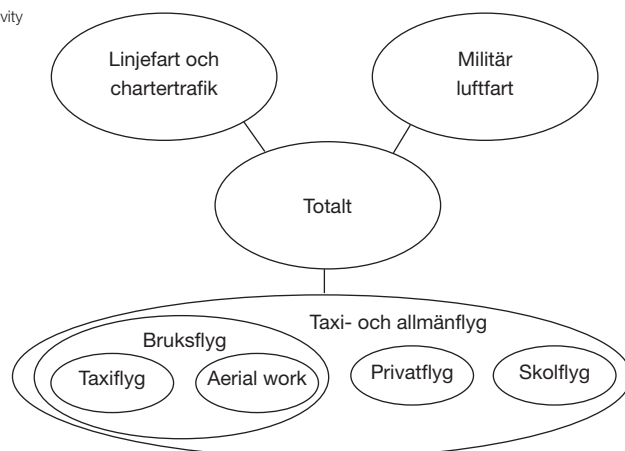 vity
Linjefart och
chartertrafik
Militär
luftfart
Totalt
Taxi- och allmänflyg
Bruksflyg
Taxiflyg
Aerial work
Privatflyg
Skolflyg